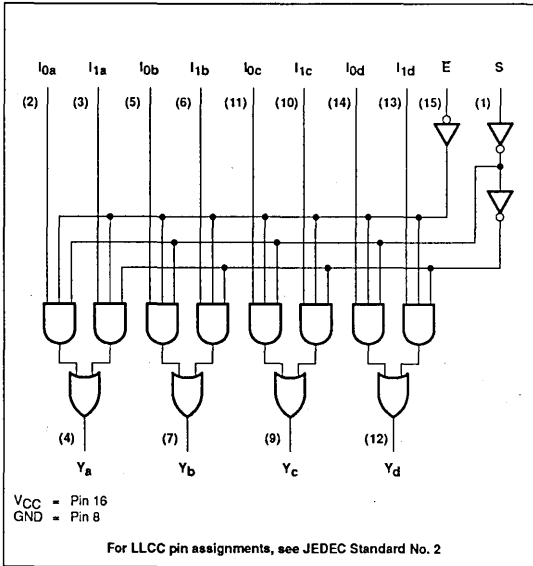 I0a I1a I0b I1b I0c I1c I0d I1d E̅ S
(2) (3) (5) (6) (11) (10) (14) (13) (15) (1)
(4) (7) (9) (12)
Ya Yb Yc Yd
VCC = Pin 16
GND = Pin 8
For LLCC pin assignments, see JEDEC Standard No. 2